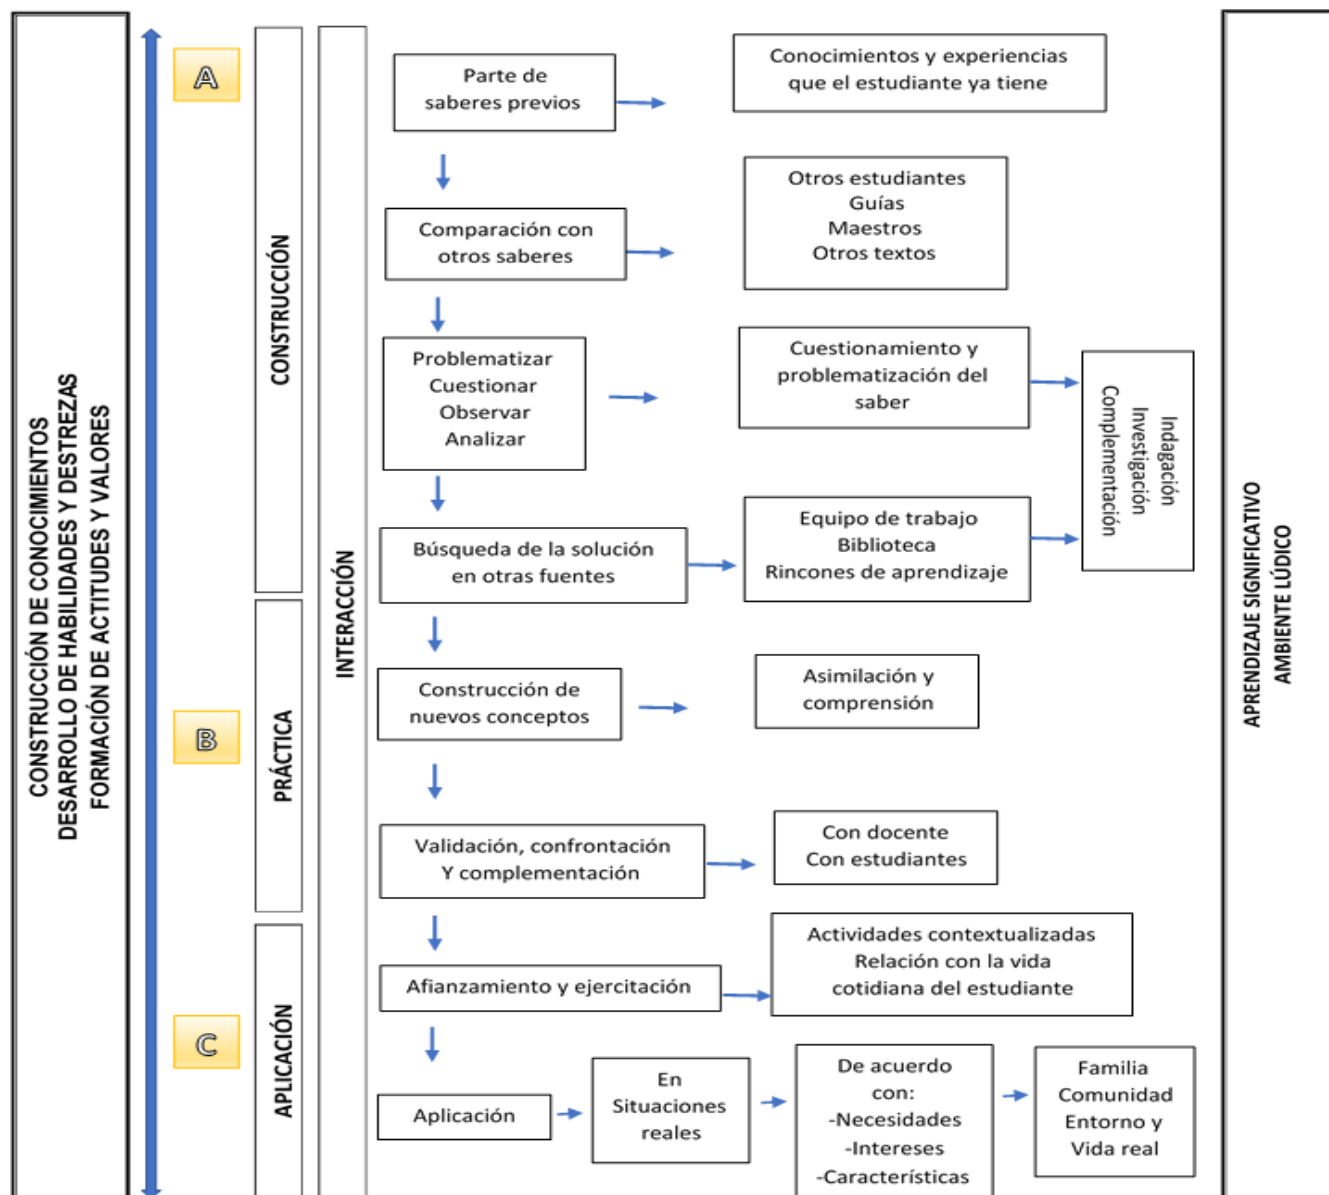 CONSTRUCCIÓN DE CONOCIMIENTOS
DESARROLLO DE HABILIDADES Y DESTREZAS
FORMACIÓN DE ACTITUDES Y VALORES
A
CONSTRUCCIÓN
B
PRÁCTICA
C
APLICACIÓN
INTERACCIÓN
Parte de
saberes previos
Conocimientos y experiencias
que el estudiante ya tiene
Comparación con
otros saberes
Otros estudiantes
Guías
Maestros
Otros textos
Problematizar
Cuestionar
Observar
Analizar
Cuestionamiento y
problematización del
saber
Indagación
Investigación
Complementación
Búsqueda de la solución
en otras fuentes
Equipo de trabajo
Biblioteca
Rincones de aprendizaje
Construcción de
nuevos conceptos
Asimilación y
comprensión
Validación, confrontación
Y complementación
Con docente
Con estudiantes
Afianzamiento y ejercitación
Actividades contextualizadas
Relación con la vida
cotidiana del estudiante
Aplicación
En
Situaciones
reales
De acuerdo
con:
-Necesidades
-Intereses
-Características
Familia
Comunidad
Entorno y
Vida real
APRENDIZAJE SIGNIFICATIVO
AMBIENTE LÚDICO